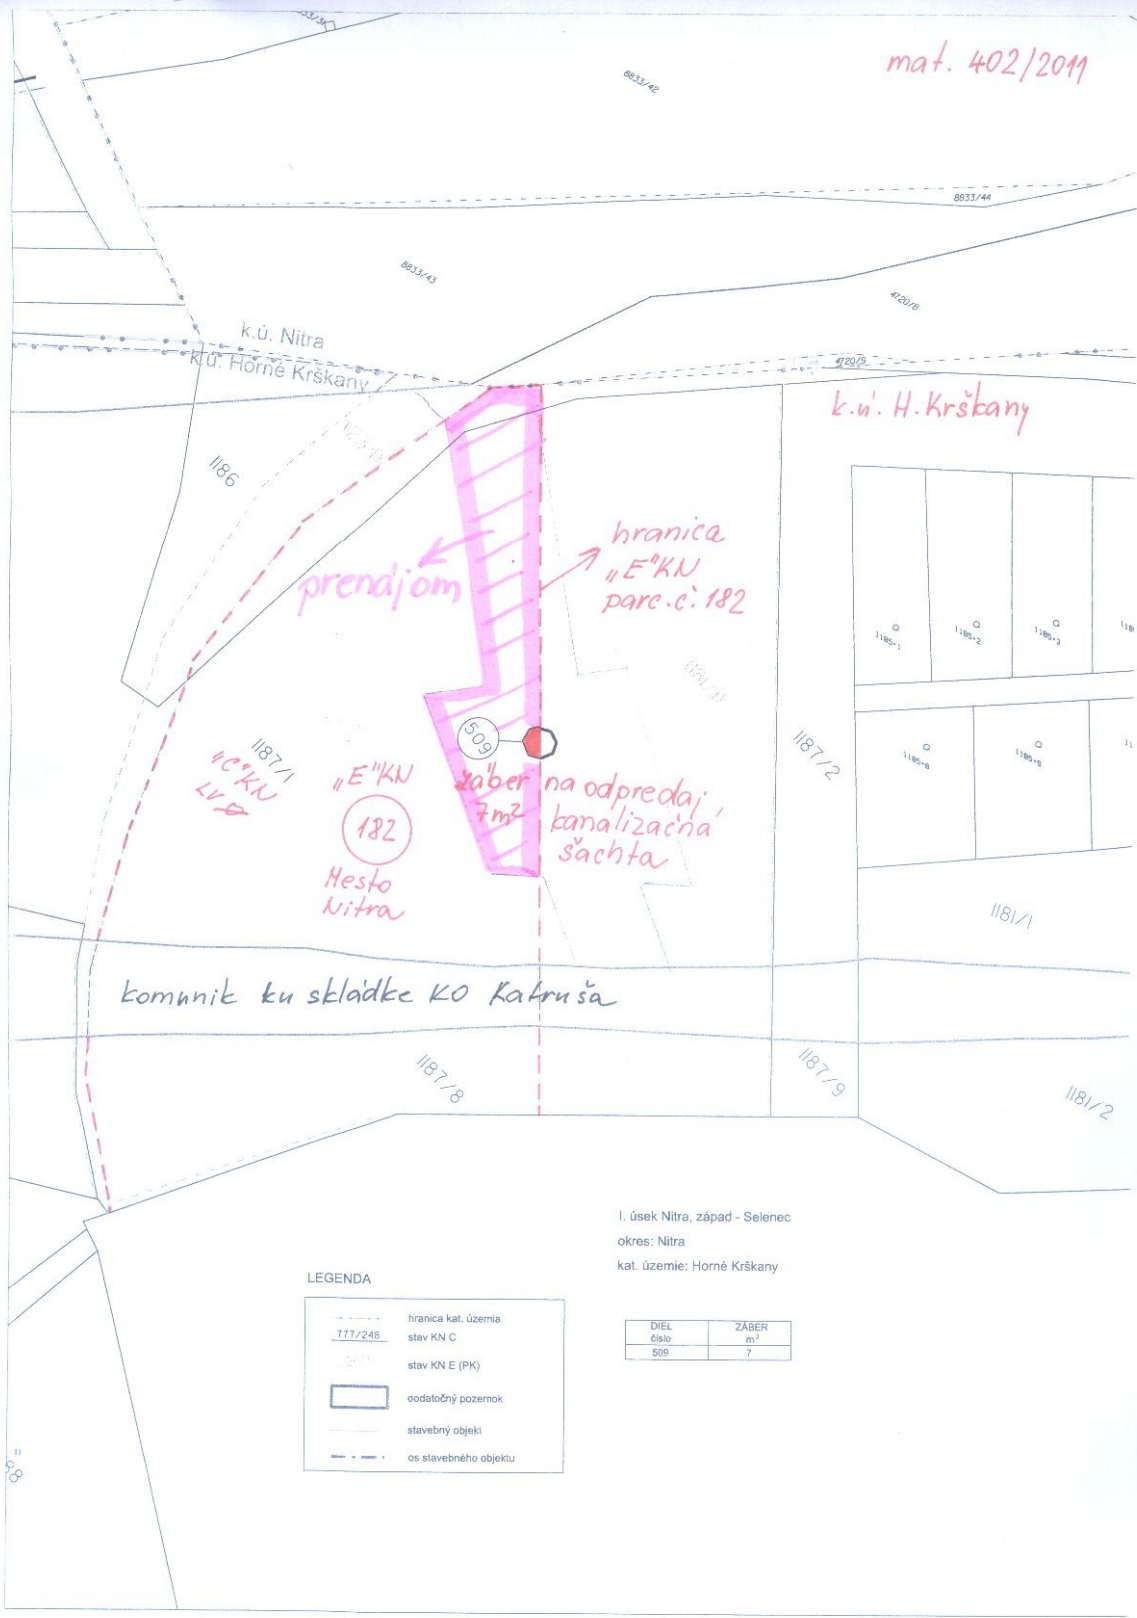 mat. 402/2011
8833/42
8833/44
8833/43
4720/8
k.ú. Nitra
k.ú. Horné Krškany
4720/9
k.ú. H. Krškany
1186
hranica
"E"KN
parc.č. 182
prenájom
1185-1
1185-2
1185-3
509
1187/2
1185-8
1185-9
1187/1
"C"KN
LV Ø
"E"KN
182
Mesto
Nitra
záber na odpredaj,
7m² kanalizačná
šachta
1181/1
komunik ku skládke KO Katruša
1187/8
1187/9
1181/2
I. úsek Nitra, západ - Selenec
okres: Nitra
kat. územie: Horné Krškany
LEGENDA
hranica kat. územia
777/248 stav KN C
stav KN E (PK)
dodatočný pozemok
stavebný objekt
os stavebného objektu
DIEL ZÁBER
číslo m²
509 7